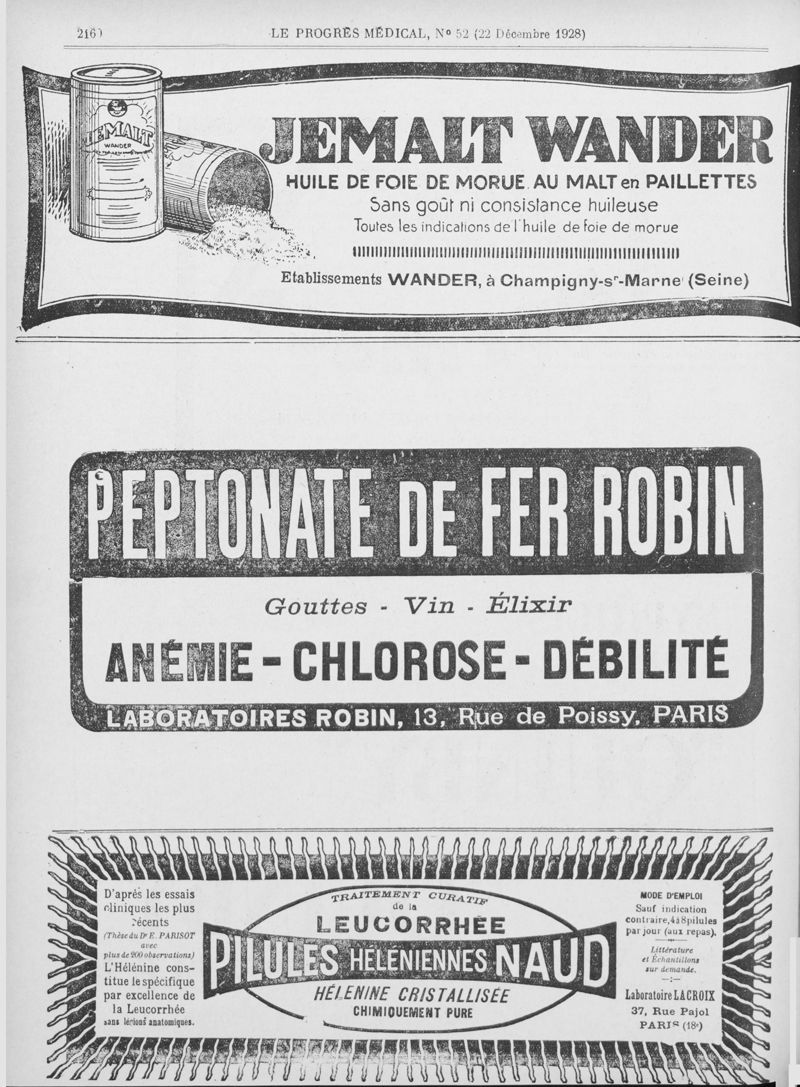 2160
LE PROGRÈS MÉDICAL, N° 52 (22 Décembre 1928)
JEMALT
WANDER
JEMALT WANDER
HUILE DE FOIE DE MORUE AU MALT en PAILLETTES
Sans goût ni consistance huileuse
Toutes les indications de l'huile de foie de morue
Etablissements WANDER, à Champigny-sr-Marne (Seine)
PEPTONATE DE FER ROBIN
Gouttes - Vin - Élixir
ANÉMIE - CHLOROSE - DÉBILITÉ
LABORATOIRES ROBIN, 13, Rue de Poissy, PARIS
D'après les essais
cliniques les plus
récents
(Thèse du Dr E. PARISOT
avec
plus de 900 observations)
L'Hélénine cons-
titue le spécifique
par excellence de
la Leucorrhée
sans lésions anatomiques.
TRAITEMENT CURATIF
de la
LEUCORRHÉE
PILULES HÉLÉNIENNES NAUD
HÉLÉNINE CRISTALLISÉE
CHIMIQUEMENT PURE
MODE D'EMPLOI
Sauf indication
contraire, 4 à 8 pilules
par jour (aux repas).
Littérature
et Échantillons
sur demande.
Laboratoire LACROIX
37, Rue Pajol
PARIS (18e)